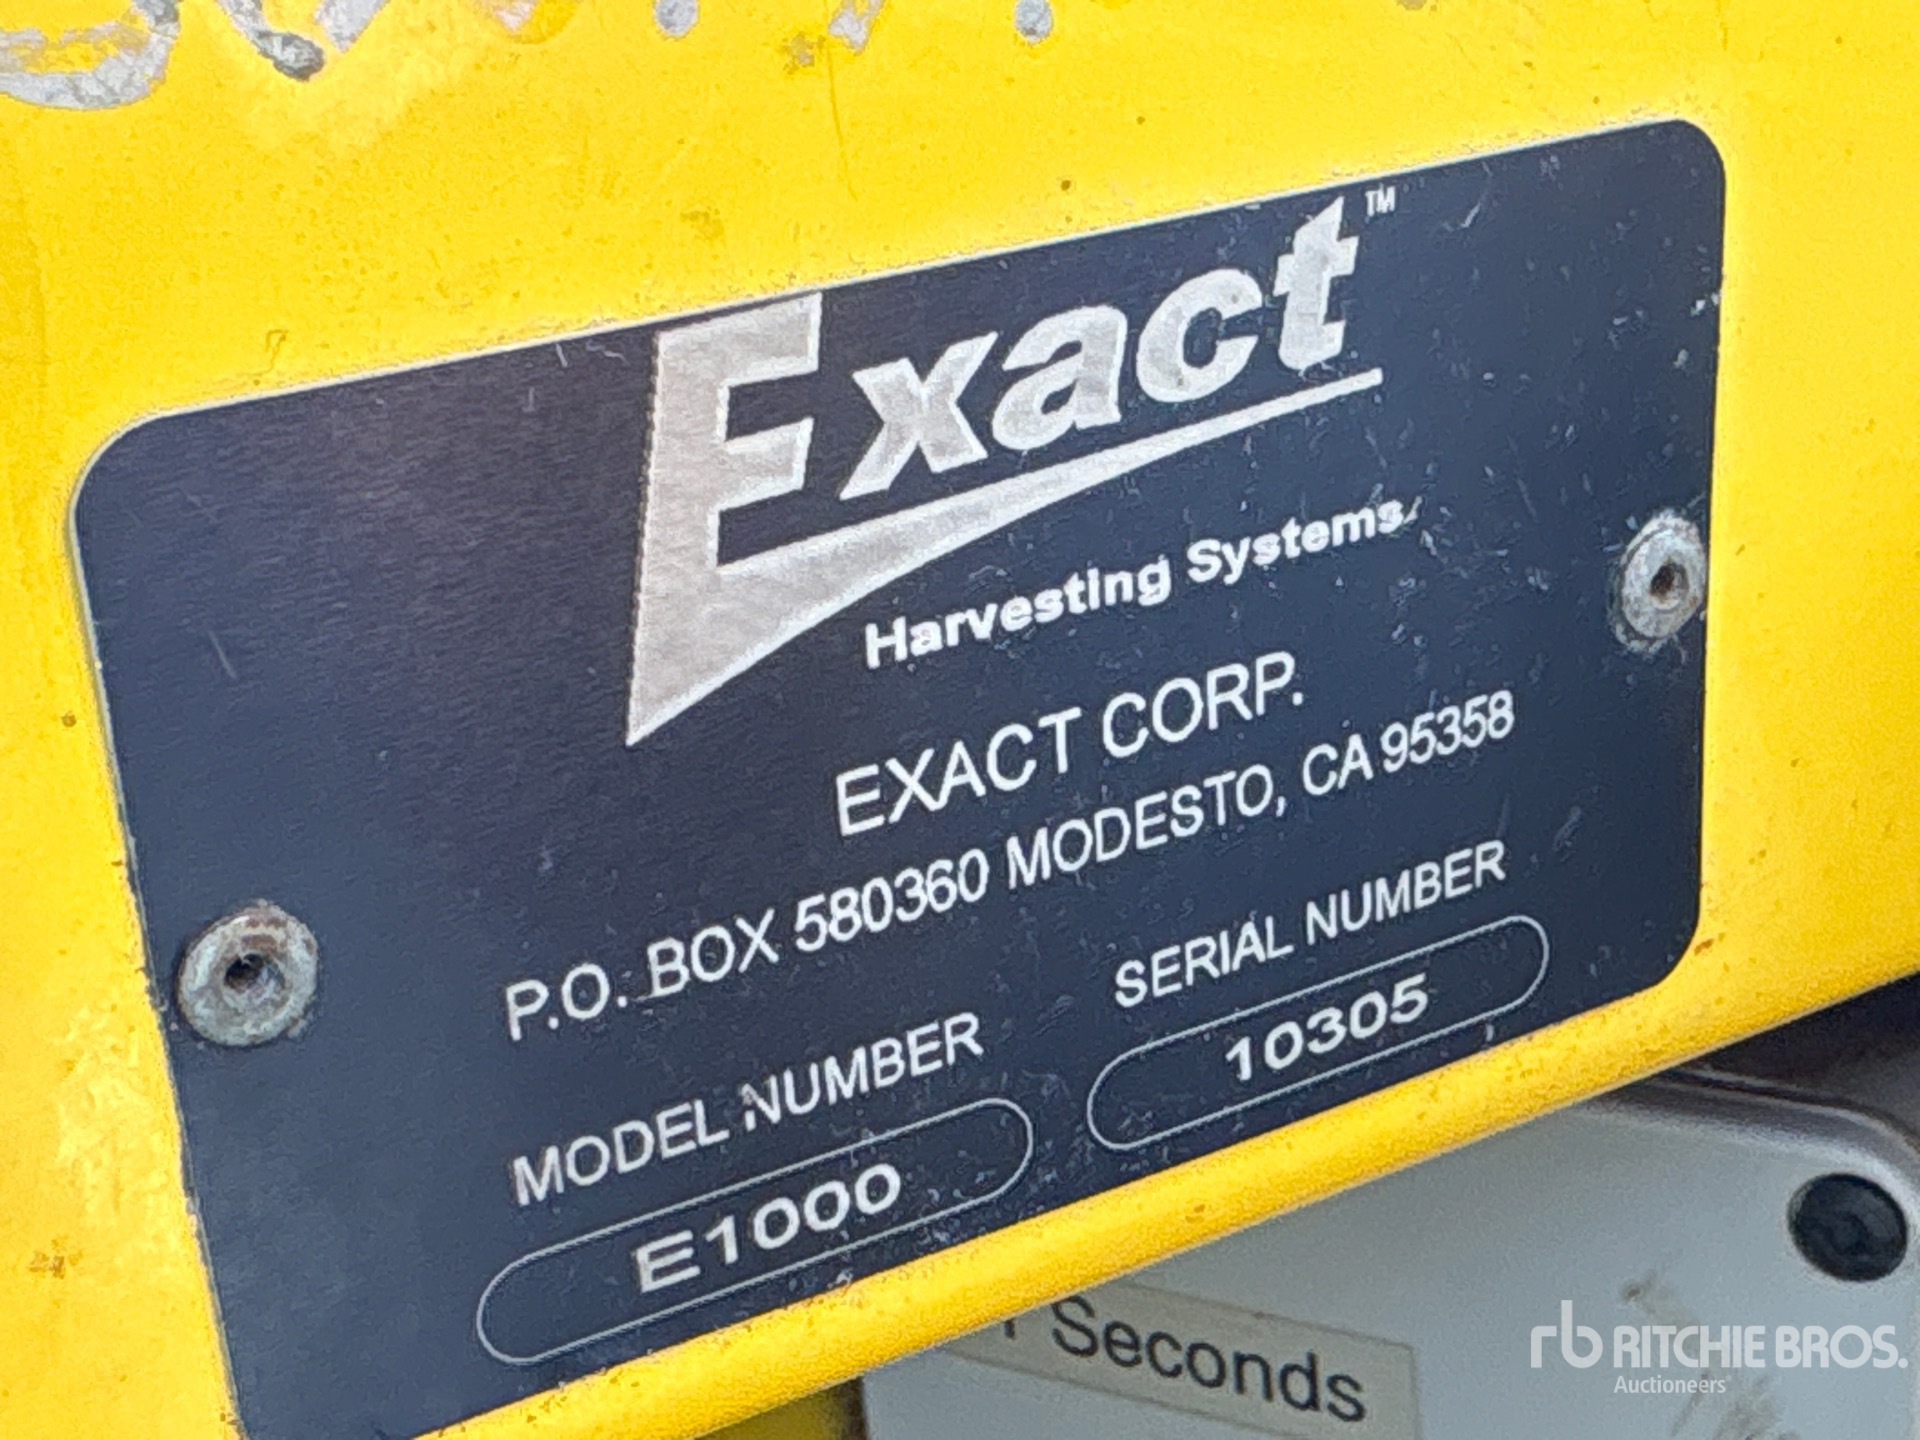 Exact™
Harvesting Systems
EXACT CORP.
P.O. BOX 580360 MODESTO, CA 95358
MODEL NUMBER
SERIAL NUMBER
E1000
10305
Seconds
rb RITCHIE BROS.
Auctioneers